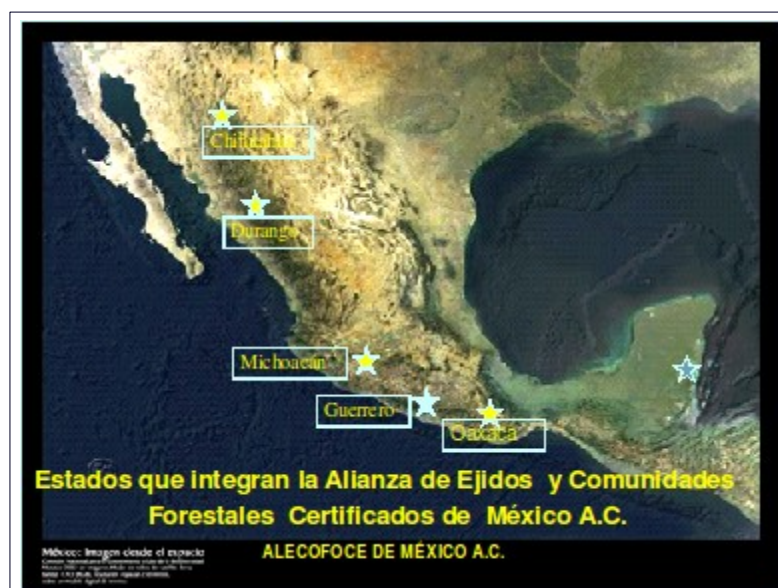 Chihuahua
Durango
Michoacán
Guerrero
Oaxaca
Estados que integran la Alianza de Ejidos y Comunidades
Forestales Certificados de México A.C.
ALECOFOCE DE MÉXICO A.C.
México: Imagen desde el espacio